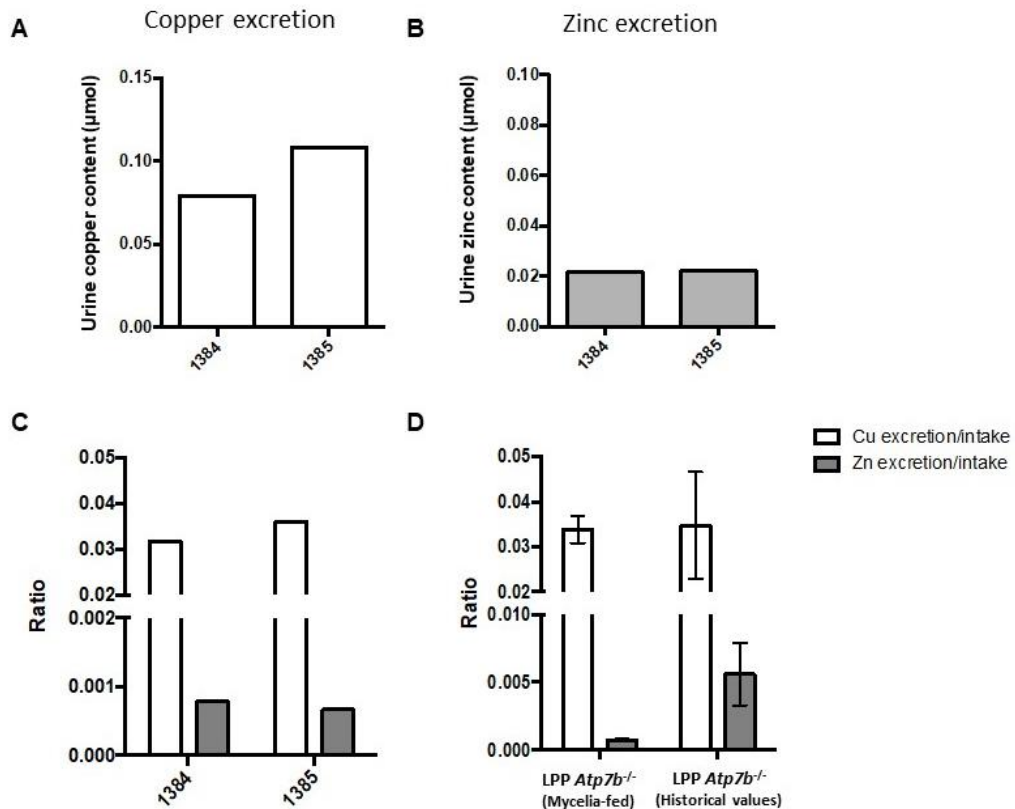 A
Copper excretion
Urine copper content (µmol)
0.15
0.10
0.05
0.00
1384
1385
B
Zinc excretion
Urine zinc content (µmol)
0.10
0.08
0.06
0.04
0.02
0.00
1384
1385
C
Ratio
0.05
0.04
0.03
0.02
0.002
0.001
0.000
1384
1385
D
Ratio
0.05
0.04
0.03
0.02
0.010
0.005
0.000
LPP Atp7b-/-
(Mycelia-fed)
LPP Atp7b-/-
(Historical values)
Cu excretion/intake
Zn excretion/intake